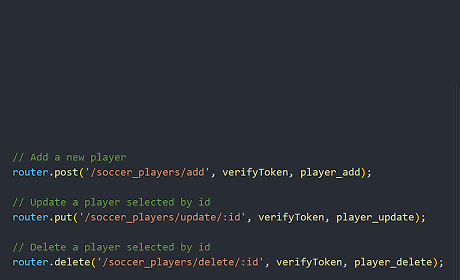 // Add a new player
router.post('/soccer_players/add', verifyToken, player_add);
// Update a player selected by id
router.put('/soccer_players/update/:id', verifyToken, player_update);
// Delete a player selected by id
router.delete('/soccer_players/delete/:id', verifyToken, player_delete);